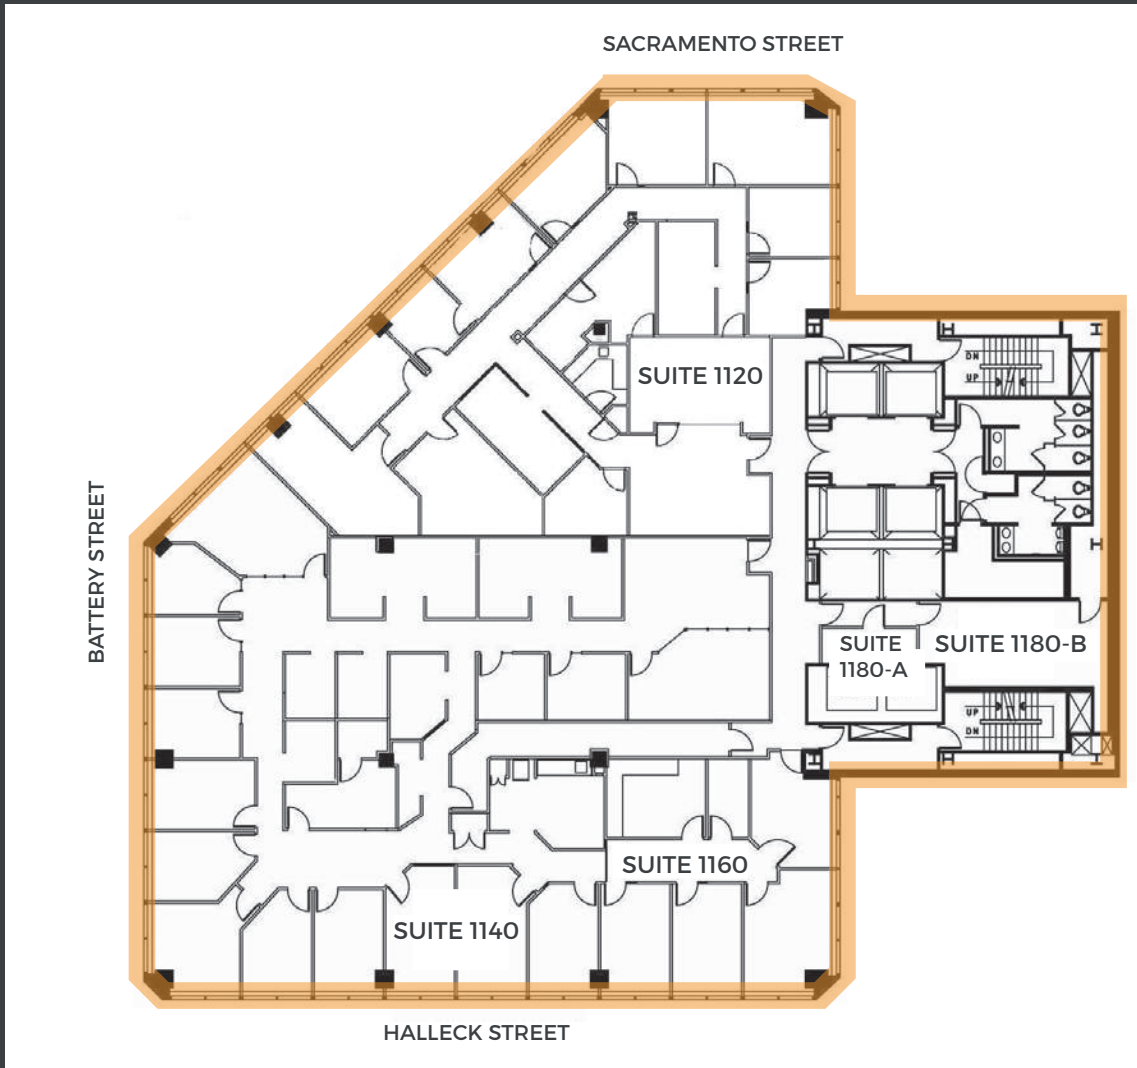 SACRAMENTO STREET
DN
UP
SUITE 1120
BATTERY STREET
SUITE
1180-A
SUITE 1180-B
UP
DN
SUITE 1160
SUITE 1140
HALLECK STREET